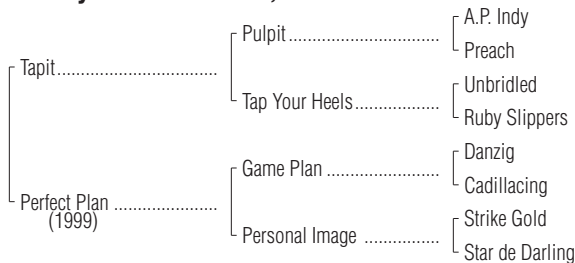 A.P. Indy
Pulpit
Preach
Tapit
Unbridled
Tap Your Heels
Ruby Slippers
Danzig
Game Plan
Cadillacing
Perfect Plan
(1999)
Strike Gold
Personal Image
Star de Darling